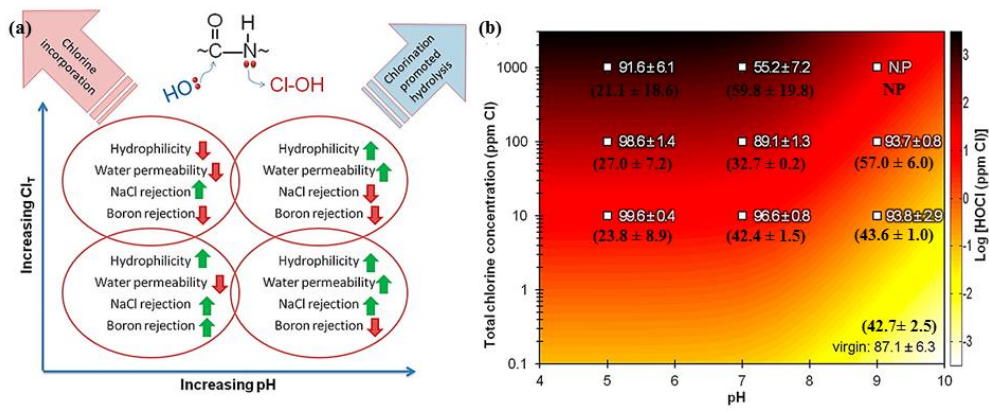 (a)
Chlorine
incorporation
O
H
~C—N~
HO
Cl-OH
Chlorination
promoted
hydrolysis
Increasing Cl_T
Hydrophilicity
Water permeability
NaCl rejection
Boron rejection
Hydrophilicity
Water permeability
NaCl rejection
Boron rejection
Hydrophilicity
Water permeability
NaCl rejection
Boron rejection
Hydrophilicity
Water permeability
NaCl rejection
Boron rejection
Increasing pH
(b)
Total chlorine concentration (ppm Cl)
1000
100
10
1
0.1
91.6±6.1
(21.1 ± 18.6)
55.2±7.2
(59.8 ± 19.8)
N.P
NP
98.6±1.4
(27.0 ± 7.2)
89.1±1.3
(32.7 ± 0.2)
93.7±0.8
(57.0 ± 6.0)
99.6±0.4
(23.8 ± 8.9)
96.6±0.8
(42.4 ± 1.5)
93.8±2.9
(43.6 ± 1.0)
(42.7± 2.5)
virgin: 87.1±6.3
4
5
6
7
8
9
10
pH
3
2
1
0
-1
-2
-3
Log [HOCl (ppm Cl)]